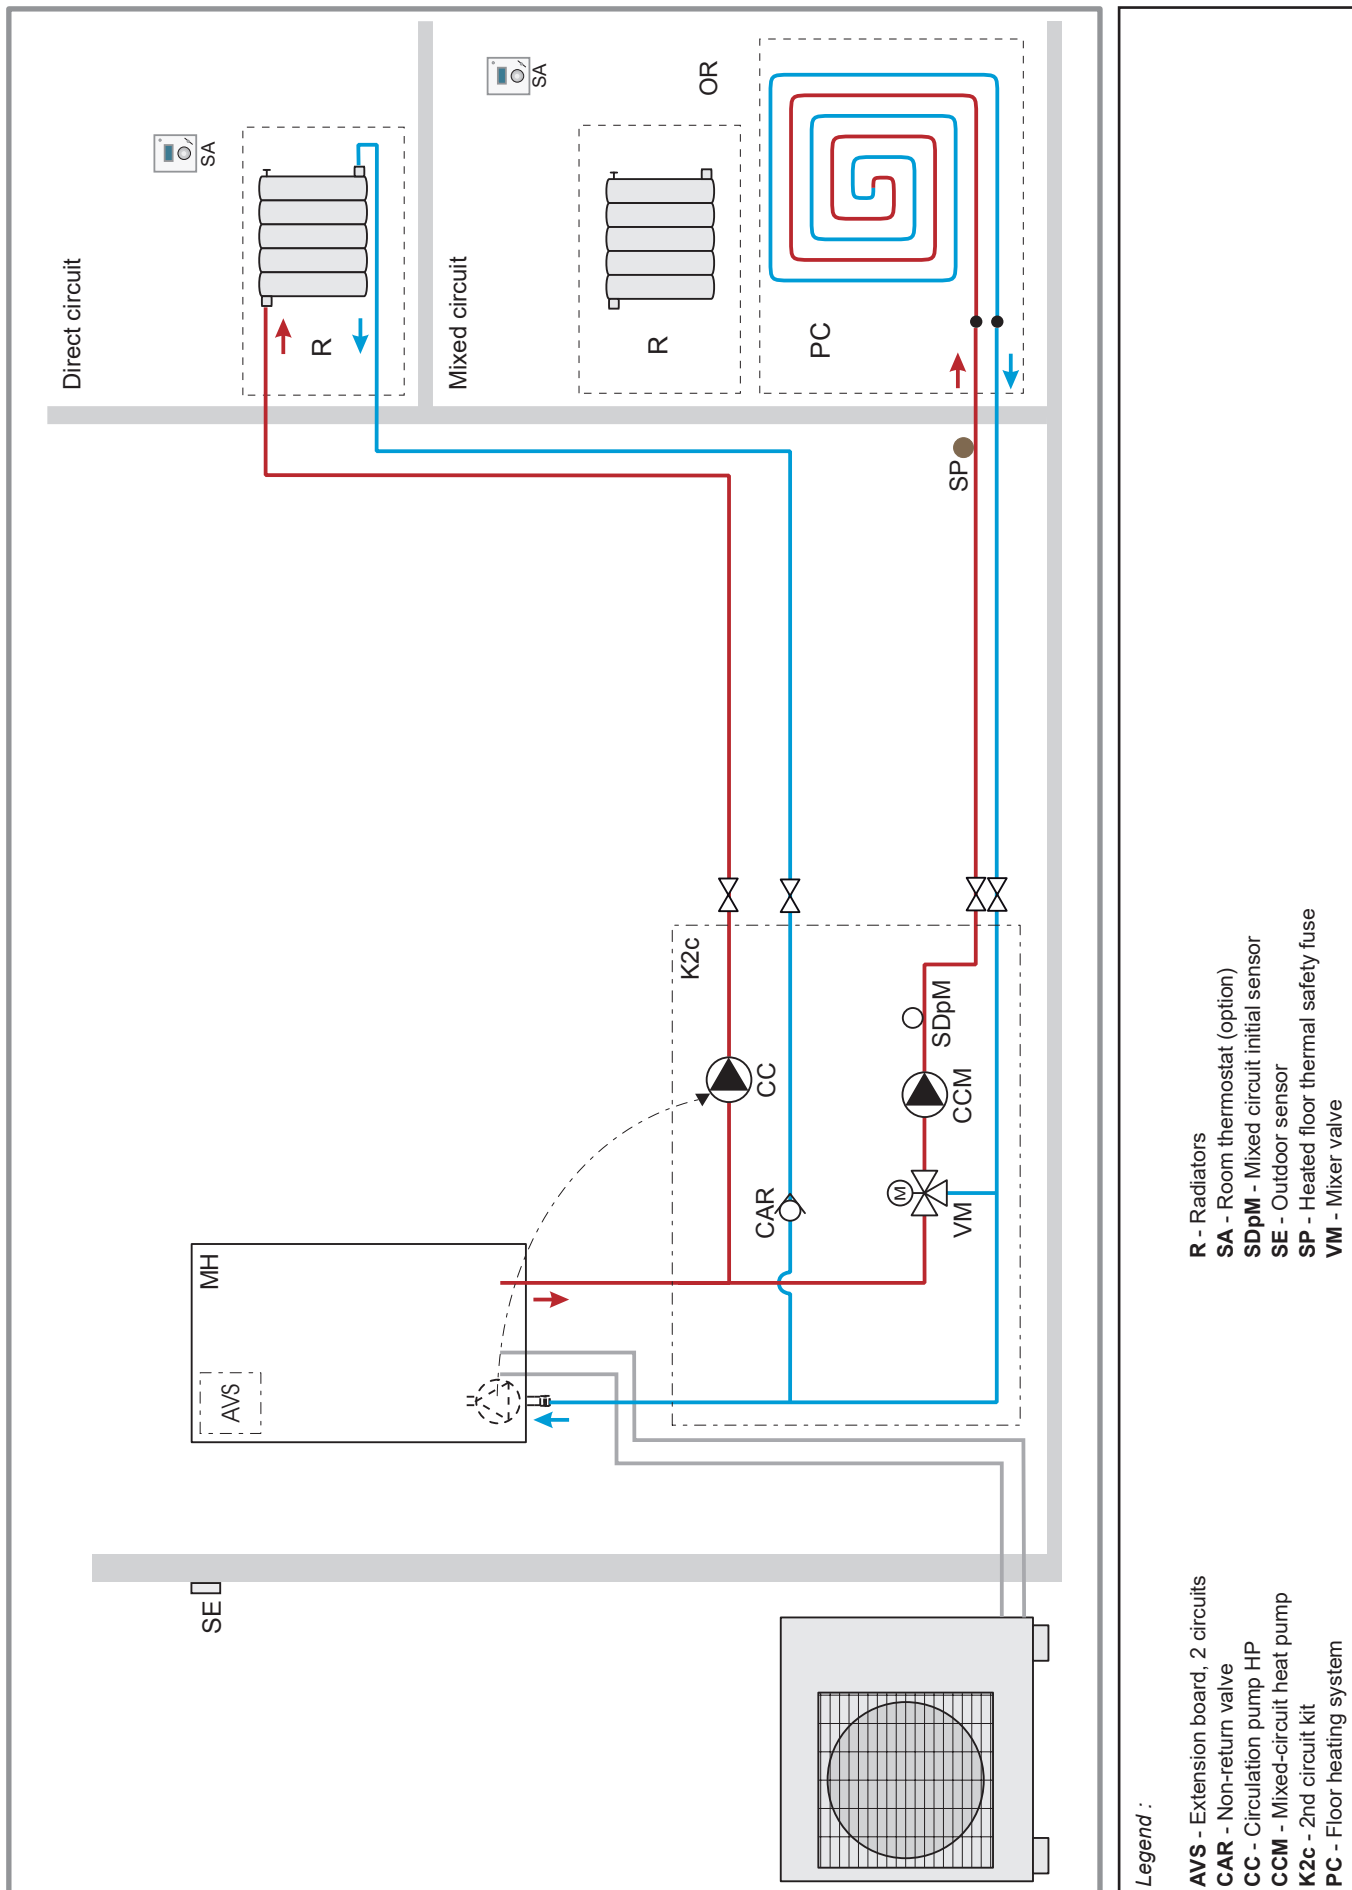 Direct circuit
SA
R
Mixed circuit
SA
R
OR
PC
SP
K2c
CC
CAR
SDpM
CCM
M
VM
MH
AVS
SE
Legend :
AVS - Extension board, 2 circuits
CAR - Non-return valve
CC - Circulation pump HP
CCM - Mixed-circuit heat pump
K2c - 2nd circuit kit
PC - Floor heating system
R - Radiators
SA - Room thermostat (option)
SDpM - Mixed circuit initial sensor
SE - Outdoor sensor
SP - Heated floor thermal safety fuse
VM - Mixer valve